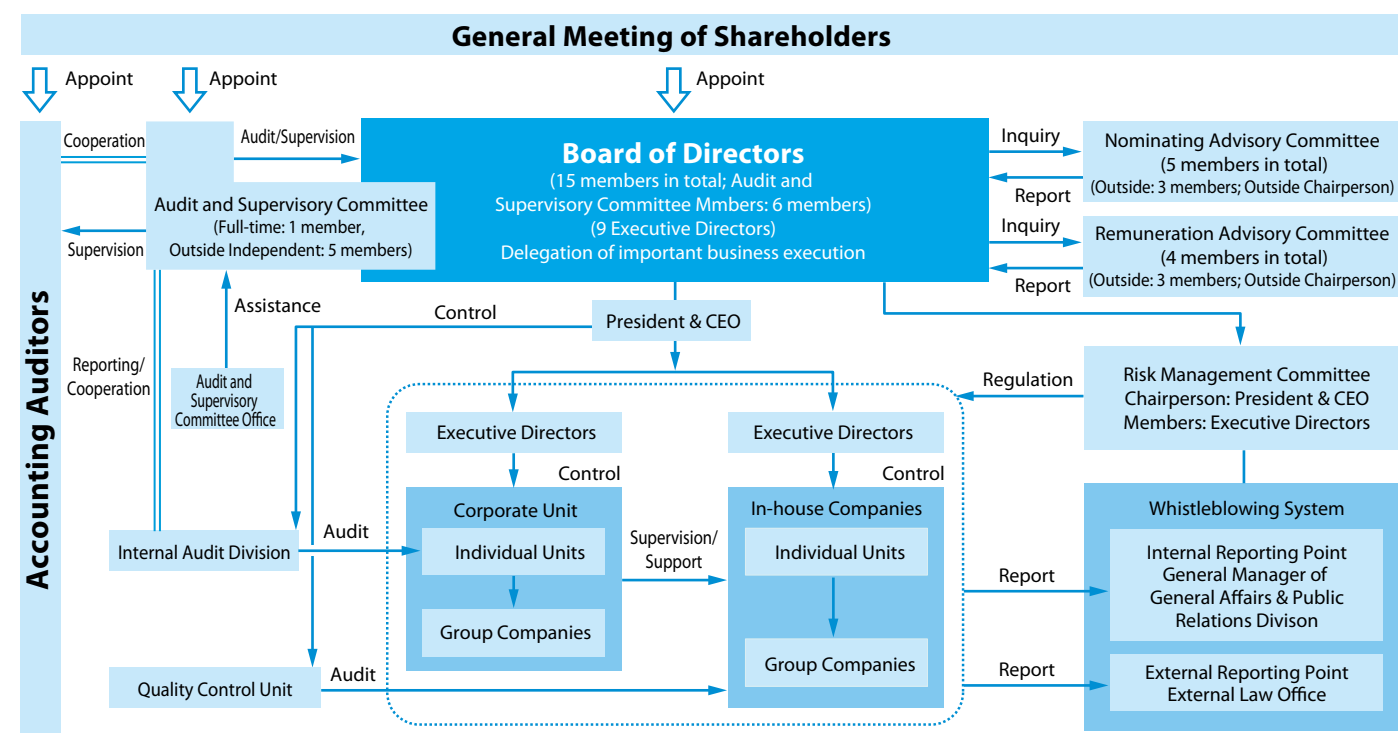 General Meeting of Shareholders
Appoint
Appoint
Appoint
Accounting Auditors
Cooperation
Audit/Supervision
Supervision
Audit and Supervisory Committee
(Full-time: 1 member,
Outside Independent: 5 members)
Board of Directors
(15 members in total; Audit and
Supervisory Committee Mmbers: 6 members)
(9 Executive Directors)
Delegation of important business execution
Inquiry
Report
Nominating Advisory Committee
(5 members in total)
(Outside: 3 members; Outside Chairperson)
Inquiry
Report
Remuneration Advisory Committee
(4 members in total)
(Outside: 3 members; Outside Chairperson)
Assistance
Control
President & CEO
Reporting/
Cooperation
Audit and
Supervisory
Committee Office
Regulation
Risk Management Committee
Chairperson: President & CEO
Members: Executive Directors
Executive Directors
Executive Directors
Control
Control
Corporate Unit
Individual Units
Group Companies
Supervision/
Support
In-house Companies
Individual Units
Group Companies
Internal Audit Division
Audit
Quality Control Unit
Audit
Report
Report
Whistleblowing System
Internal Reporting Point
General Manager of
General Affairs & Public
Relations Divison
External Reporting Point
External Law Office